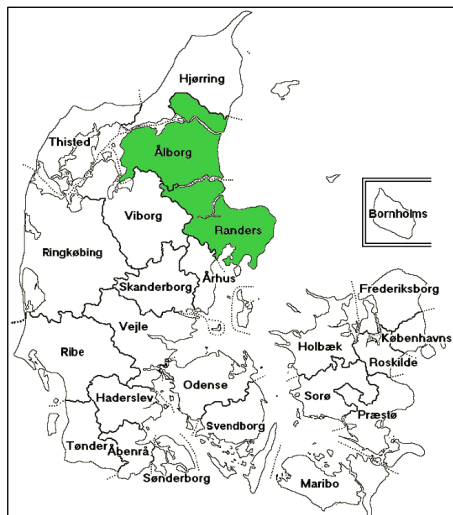 Hjørring
Thisted
Ålborg
Viborg
Randers
Bornholms
Ringkøbing
Århus
Skanderborg
Frederiksborg
Vejle
Københavns
Holbæk
Ribe
Roskilde
Odense
Haderslev
Sorø
Præstø
Svendborg
Tønder
Åbenrå
Sønderborg
Maribo